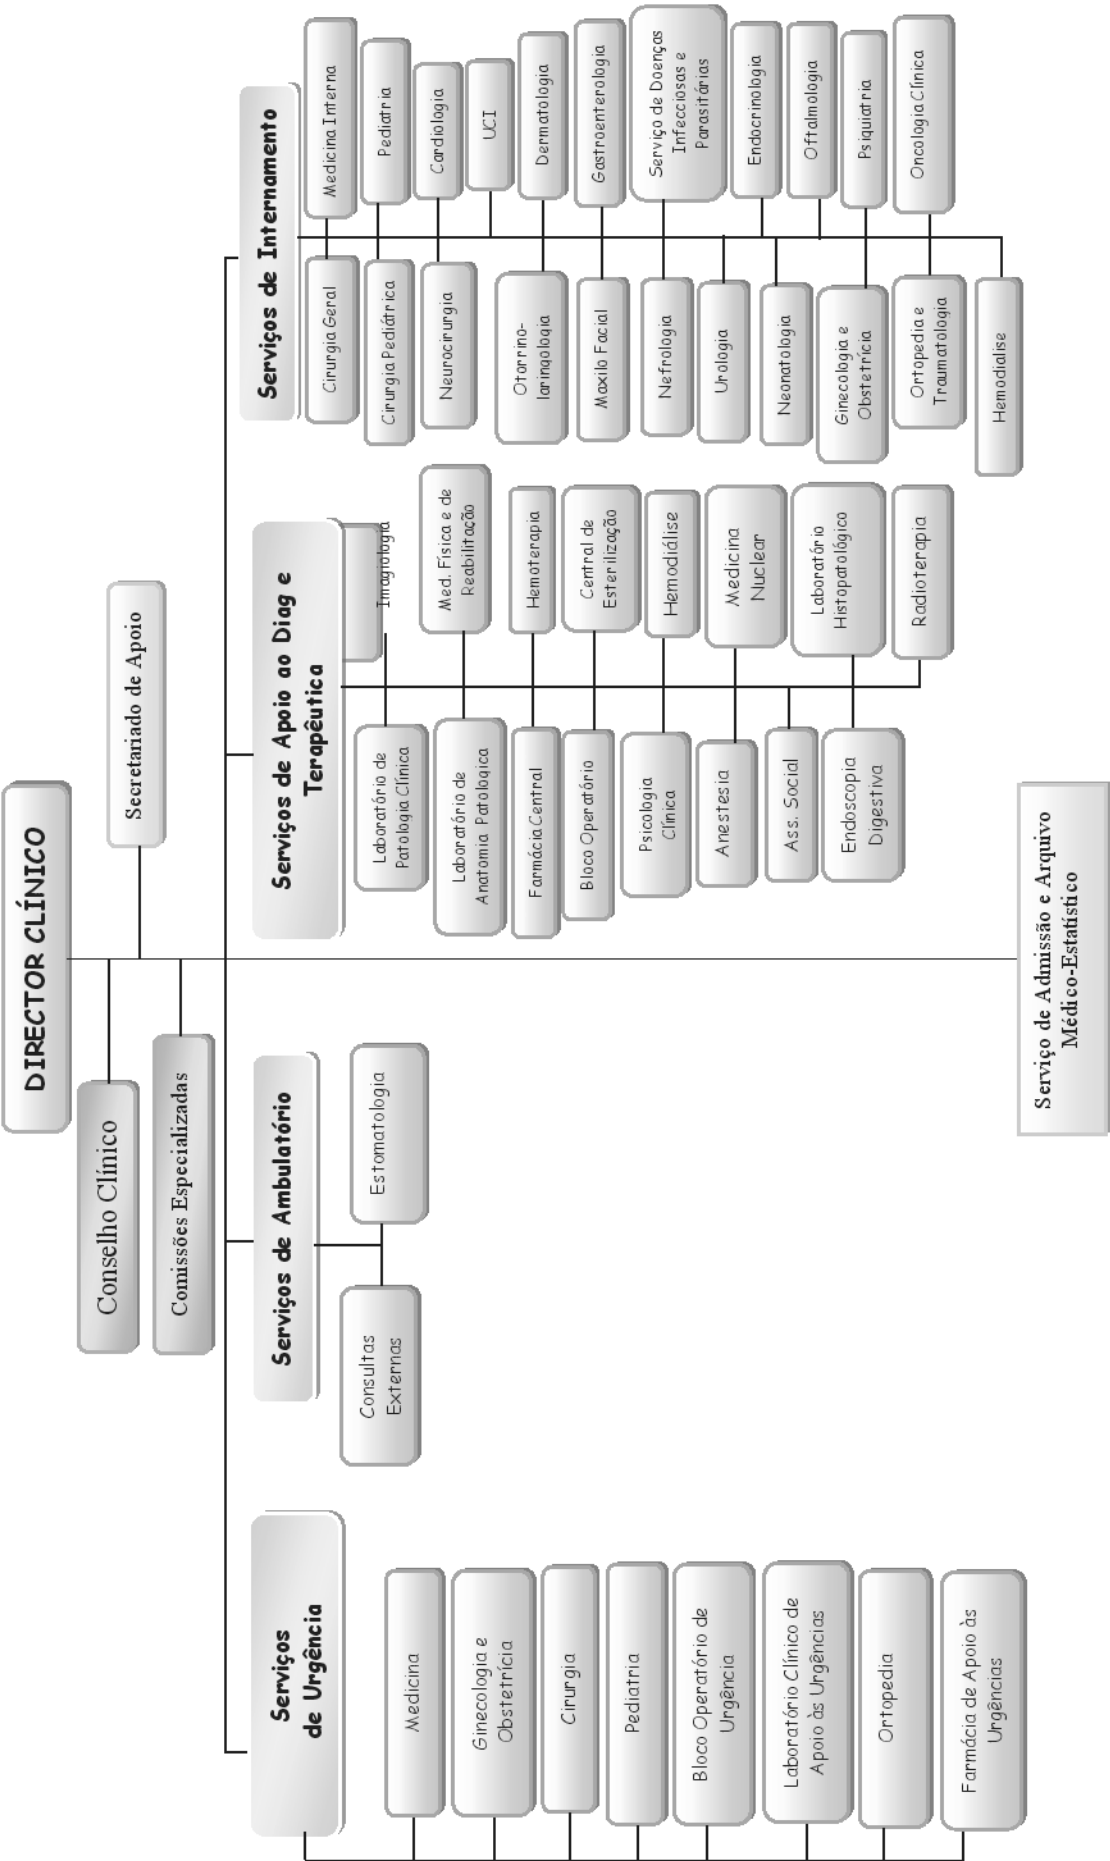 DIRECTOR CLÍNICO
Conselho Clínico
Secretariado de Apoio
Comissões Especializadas
Serviços
de Urgência
Medicina
Ginecologia e
Obstetrícia
Cirurgia
Pediatria
Bloco Operatório de
Urgência
Laboratório Clínico de
Apoio às Urgências
Ortopedia
Farmácia de Apoio às
Urgências
Serviços de Ambulatório
Consultas
Externas
Estomatologia
Serviços de Apoio ao Diag e
Terapêutica
Laboratório de
Patologia Clínica
Imagiologia
Laboratório de
Anatomia Patologica
Med. Física e de
Reabilitação
Farmácia Central
Hemoterapia
Bloco Operatório
Central de
Esterilização
Psicologia
Clínica
Hemodiálise
Anestesia
Medicina
Nuclear
Ass. Social
Endoscopia
Digestiva
Laboratório
Histopatológico
Radioterapia
Serviços de Internamento
Cirurgia Geral
Medicina Interna
Cirurgia Pediátrica
Pediatria
Neurocirurgia
Cardiologia
UCI
Otorrino-
laringologia
Dermatologia
Maxilo Facial
Gastroenterologia
Nefrologia
Serviço de Doenças
Infecciosas e
Parasitárias
Urologia
Endocrinologia
Neonatologia
Oftalmologia
Ginecologia e
Obstetrícia
Psiquiatria
Ortopedia e
Traumatologia
Oncologia Clínica
Hemodialise
Serviço de Admissão e Arquivo
Médico-Estatístico